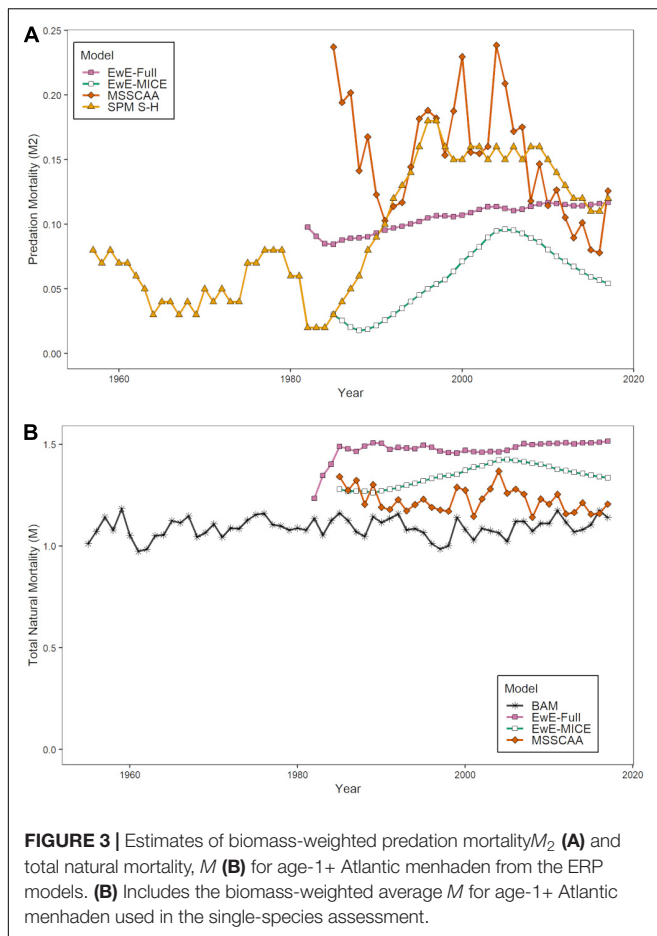 A
0.25
0.20
0.15
0.10
0.05
0.00
Predation Mortality (M2)
Model
EwE-Full
EwE-MICE
MSSCAA
SPM S-H
1960
1980
2000
2020
Year
B
1.5
1.0
0.5
0.0
Total Natural Mortality (M)
Model
BAM
EwE-Full
EwE-MICE
MSSCAA
1960
1980
2000
2020
Year
FIGURE 3 | Estimates of biomass-weighted predation mortalityM₂ (A) and
total natural mortality, M (B) for age-1+ Atlantic menhaden from the ERP
models. (B) Includes the biomass-weighted average M for age-1+ Atlantic
menhaden used in the single-species assessment.